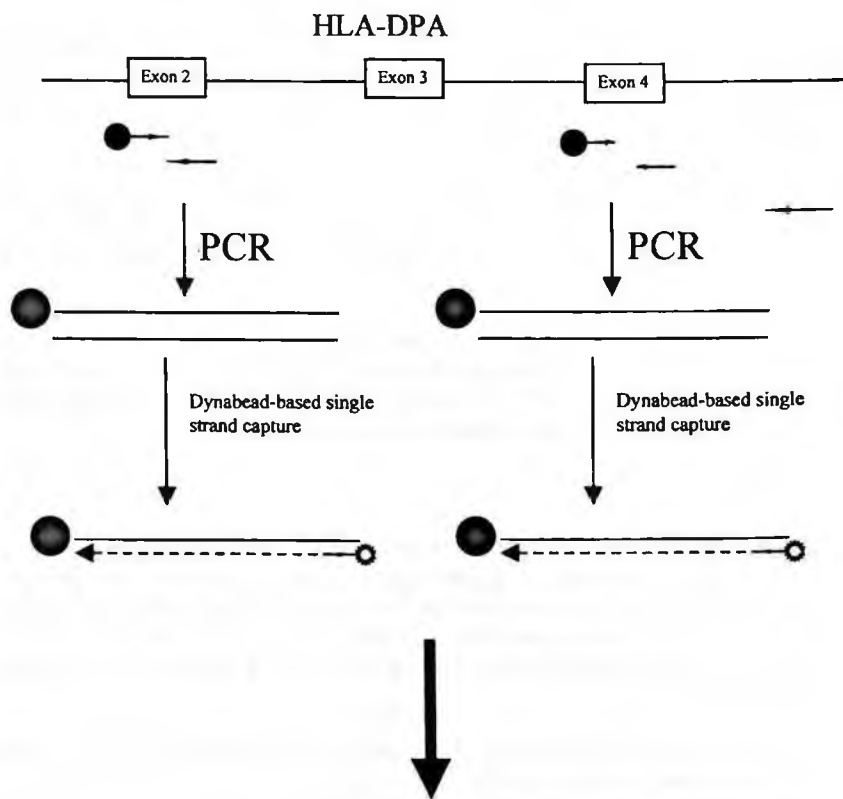 HLA-DPA
Exon 2
Exon 3
Exon 4
PCR
PCR
Dynabead-based single
strand capture
Dynabead-based single
strand capture